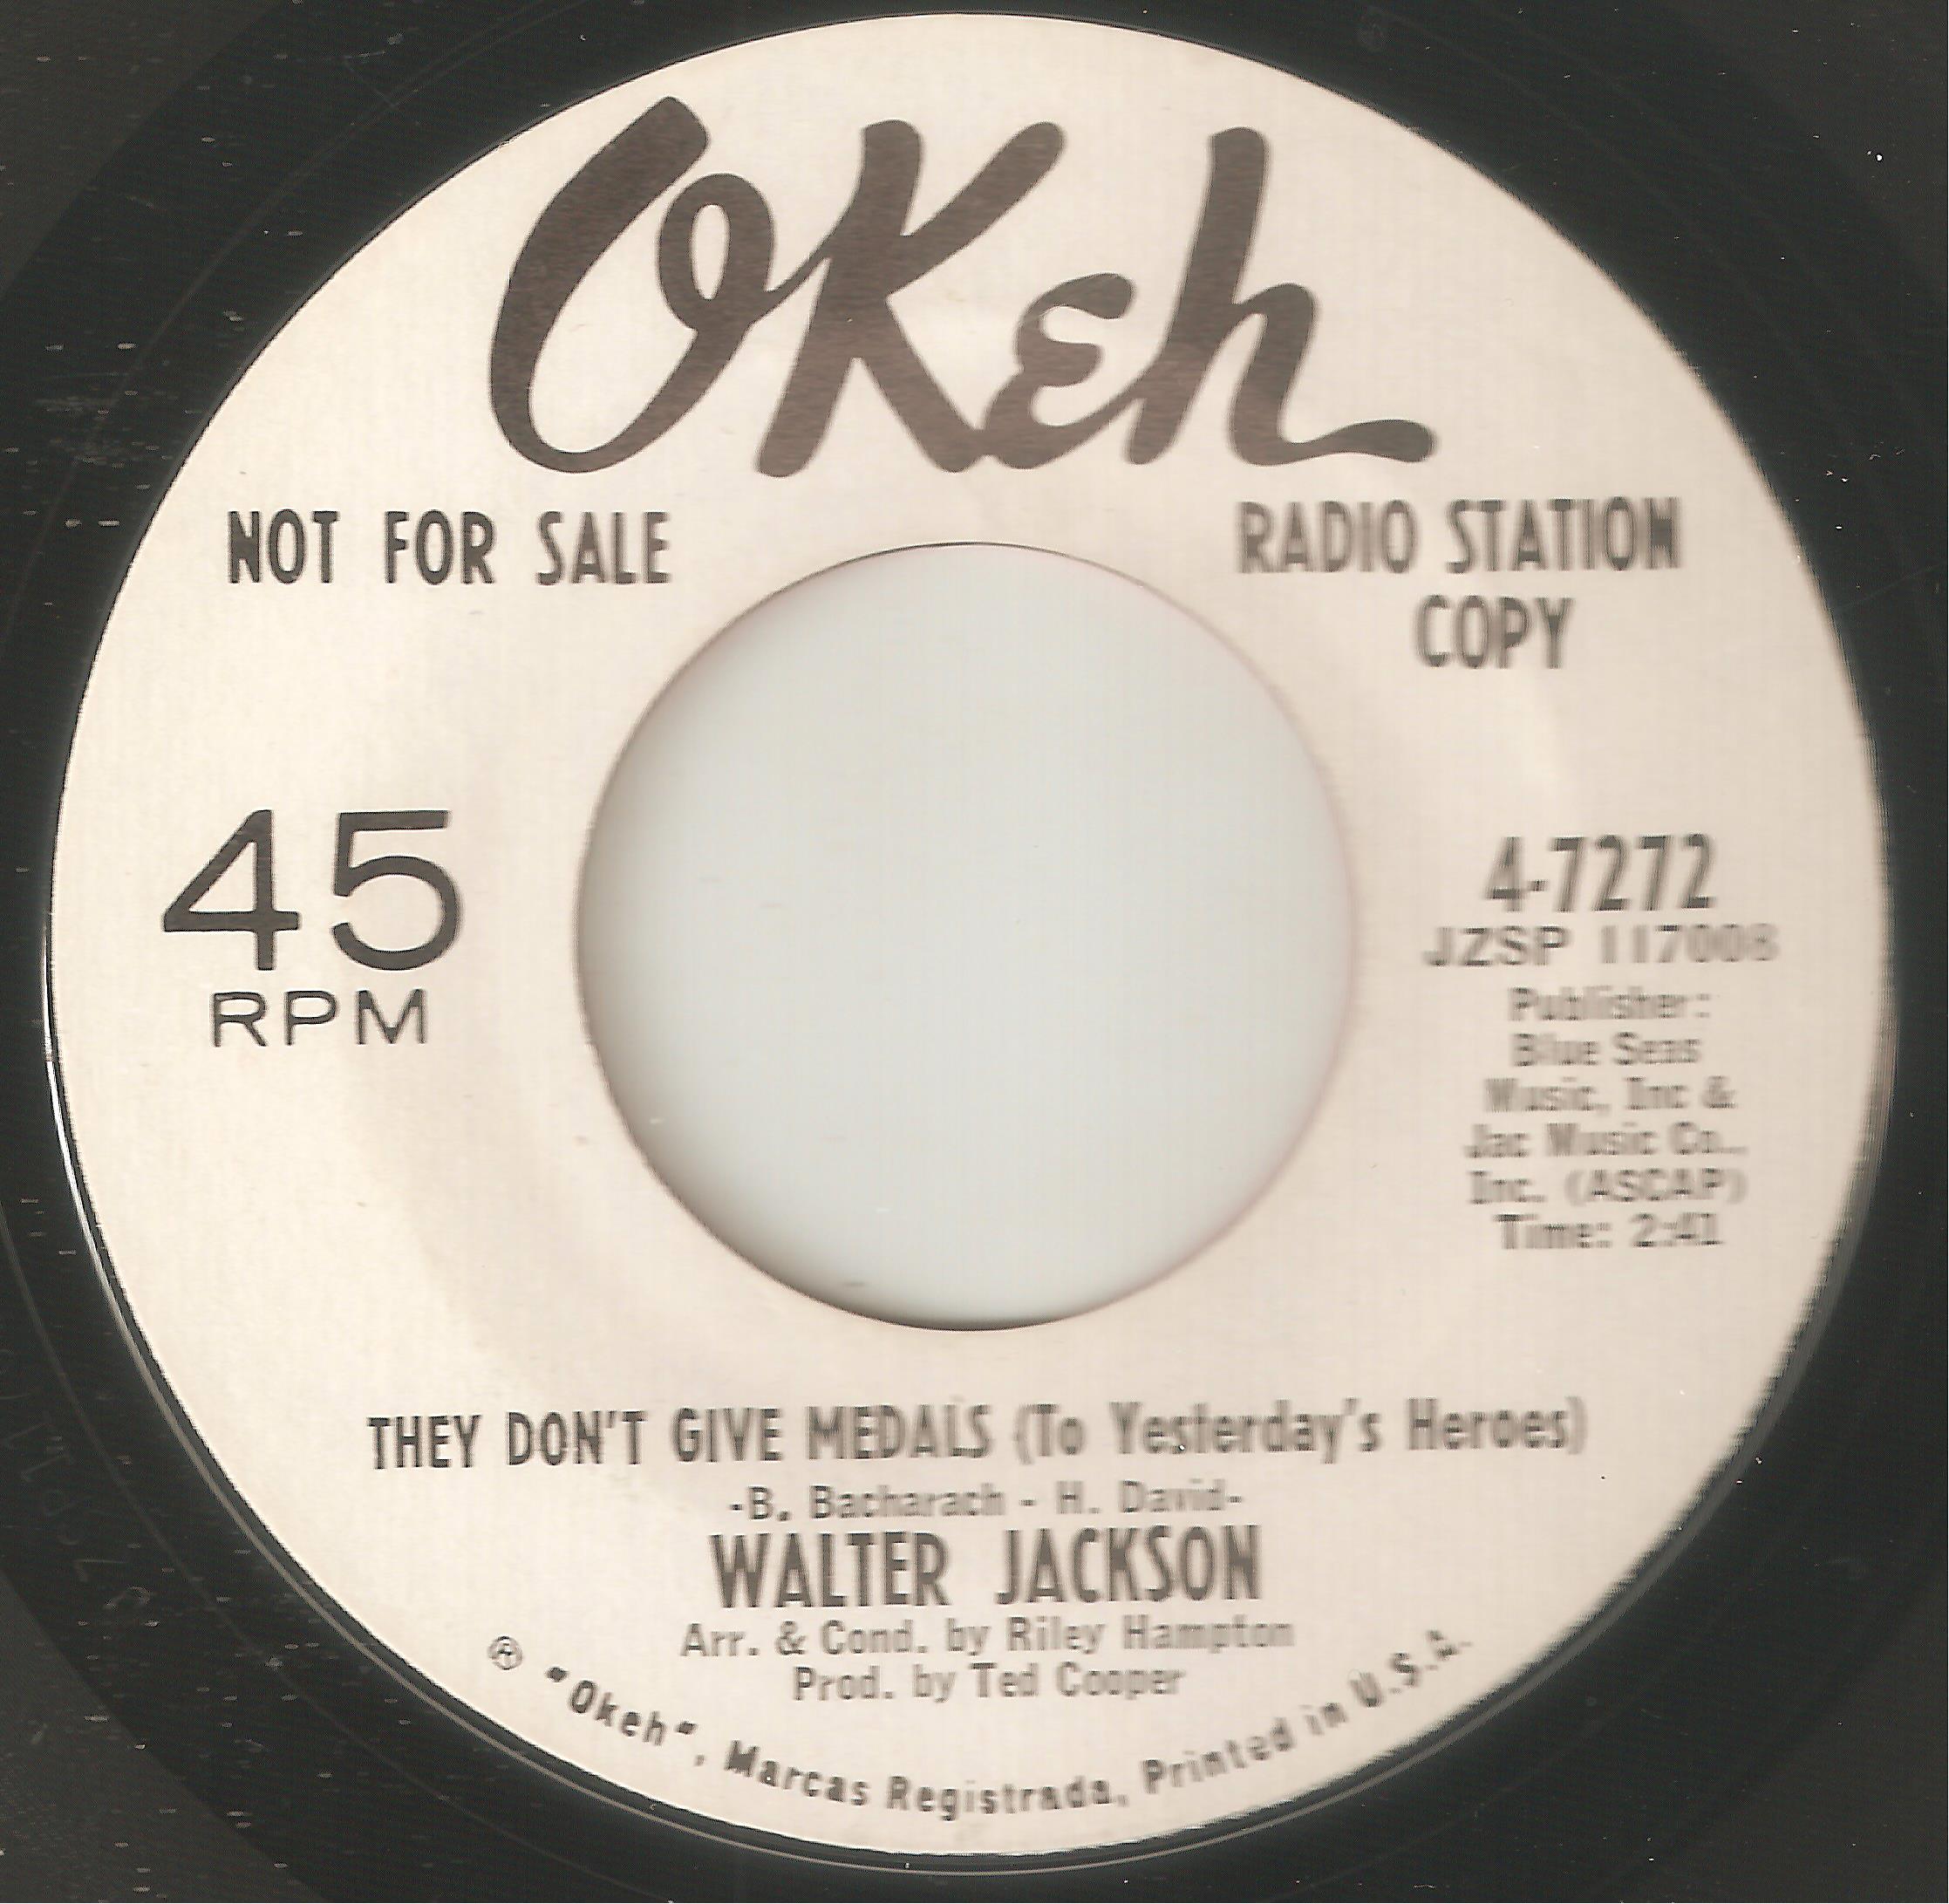 OKeh
NOT FOR SALE
RADIO STATION
COPY
45
RPM
4-7272
JZSP 117008
Publisher:
Blue Seas
Music, Inc &
Jac Music Co.,
Inc. (ASCAP)
Time: 2:41
THEY DON'T GIVE MEDALS (To Yesterday's Heroes)
-B. Bacharach - H. David-
WALTER JACKSON
Arr. & Cond. by Riley Hampton
Prod. by Ted Cooper
® "Okeh", Marcas Registrada, Printed in U.S.A.